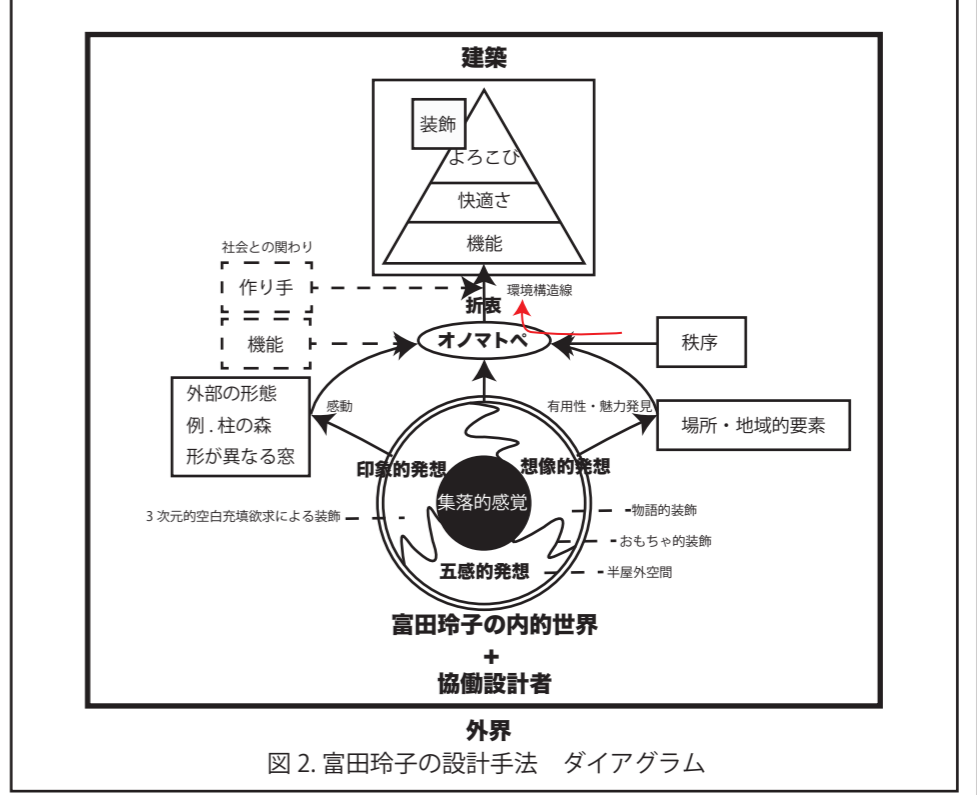 建築
装飾
よろこび
快適さ
機能
社会との関わり
作り手
環境構造線
折衷
機能
オノマトペ
秩序
外部の形態
例 . 柱の森
形が異なる窓
感動
有用性・魅力発見
場所・地域的要素
印象的発想
想像的発想
集落的感覚
3 次元的空白充填欲求による装飾
物語的装飾
おもちゃ的装飾
五感的発想
半屋外空間
富田玲子の内的世界
+
協働設計者
外界
図 2. 富田玲子の設計手法　ダイアグラム